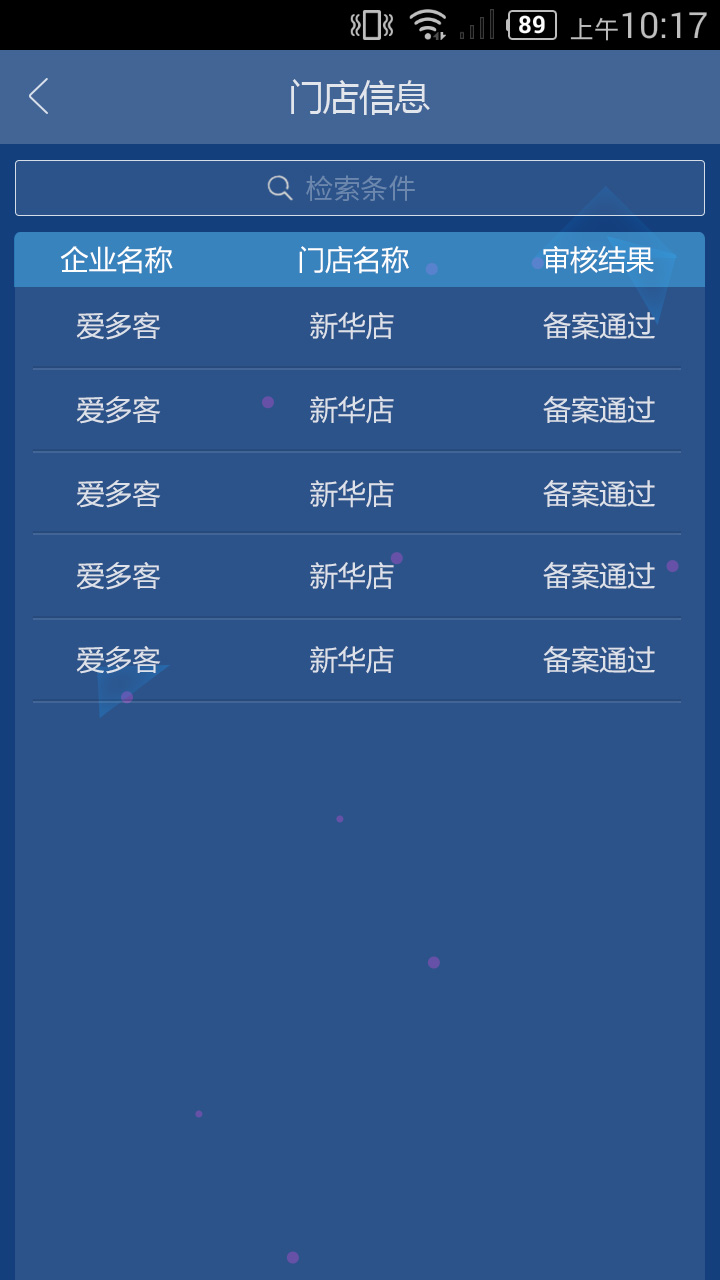 89 上午10:17
门店信息
检索条件
企业名称 门店名称 审核结果
爱多客 新华店 备案通过
爱多客 新华店 备案通过
爱多客 新华店 备案通过
爱多客 新华店 备案通过
爱多客 新华店 备案通过